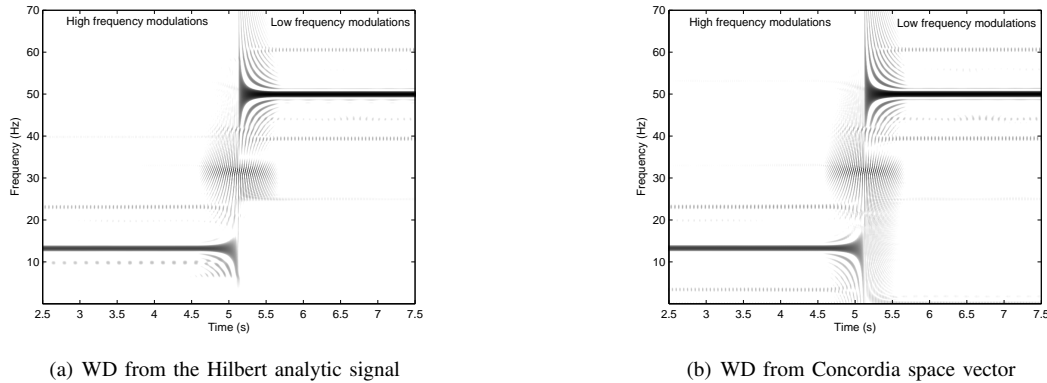 High frequency modulations
Low frequency modulations
70
60
50
40
30
20
10
Frequency (Hz)
2.5 3 3.5 4 4.5 5 5.5 6 6.5 7 7.5
Time (s)
(a) WD from the Hilbert analytic signal
High frequency modulations
Low frequency modulations
70
60
50
40
30
20
10
Frequency (Hz)
2.5 3 3.5 4 4.5 5 5.5 6 6.5 7 7.5
Time (s)
(b) WD from Concordia space vector